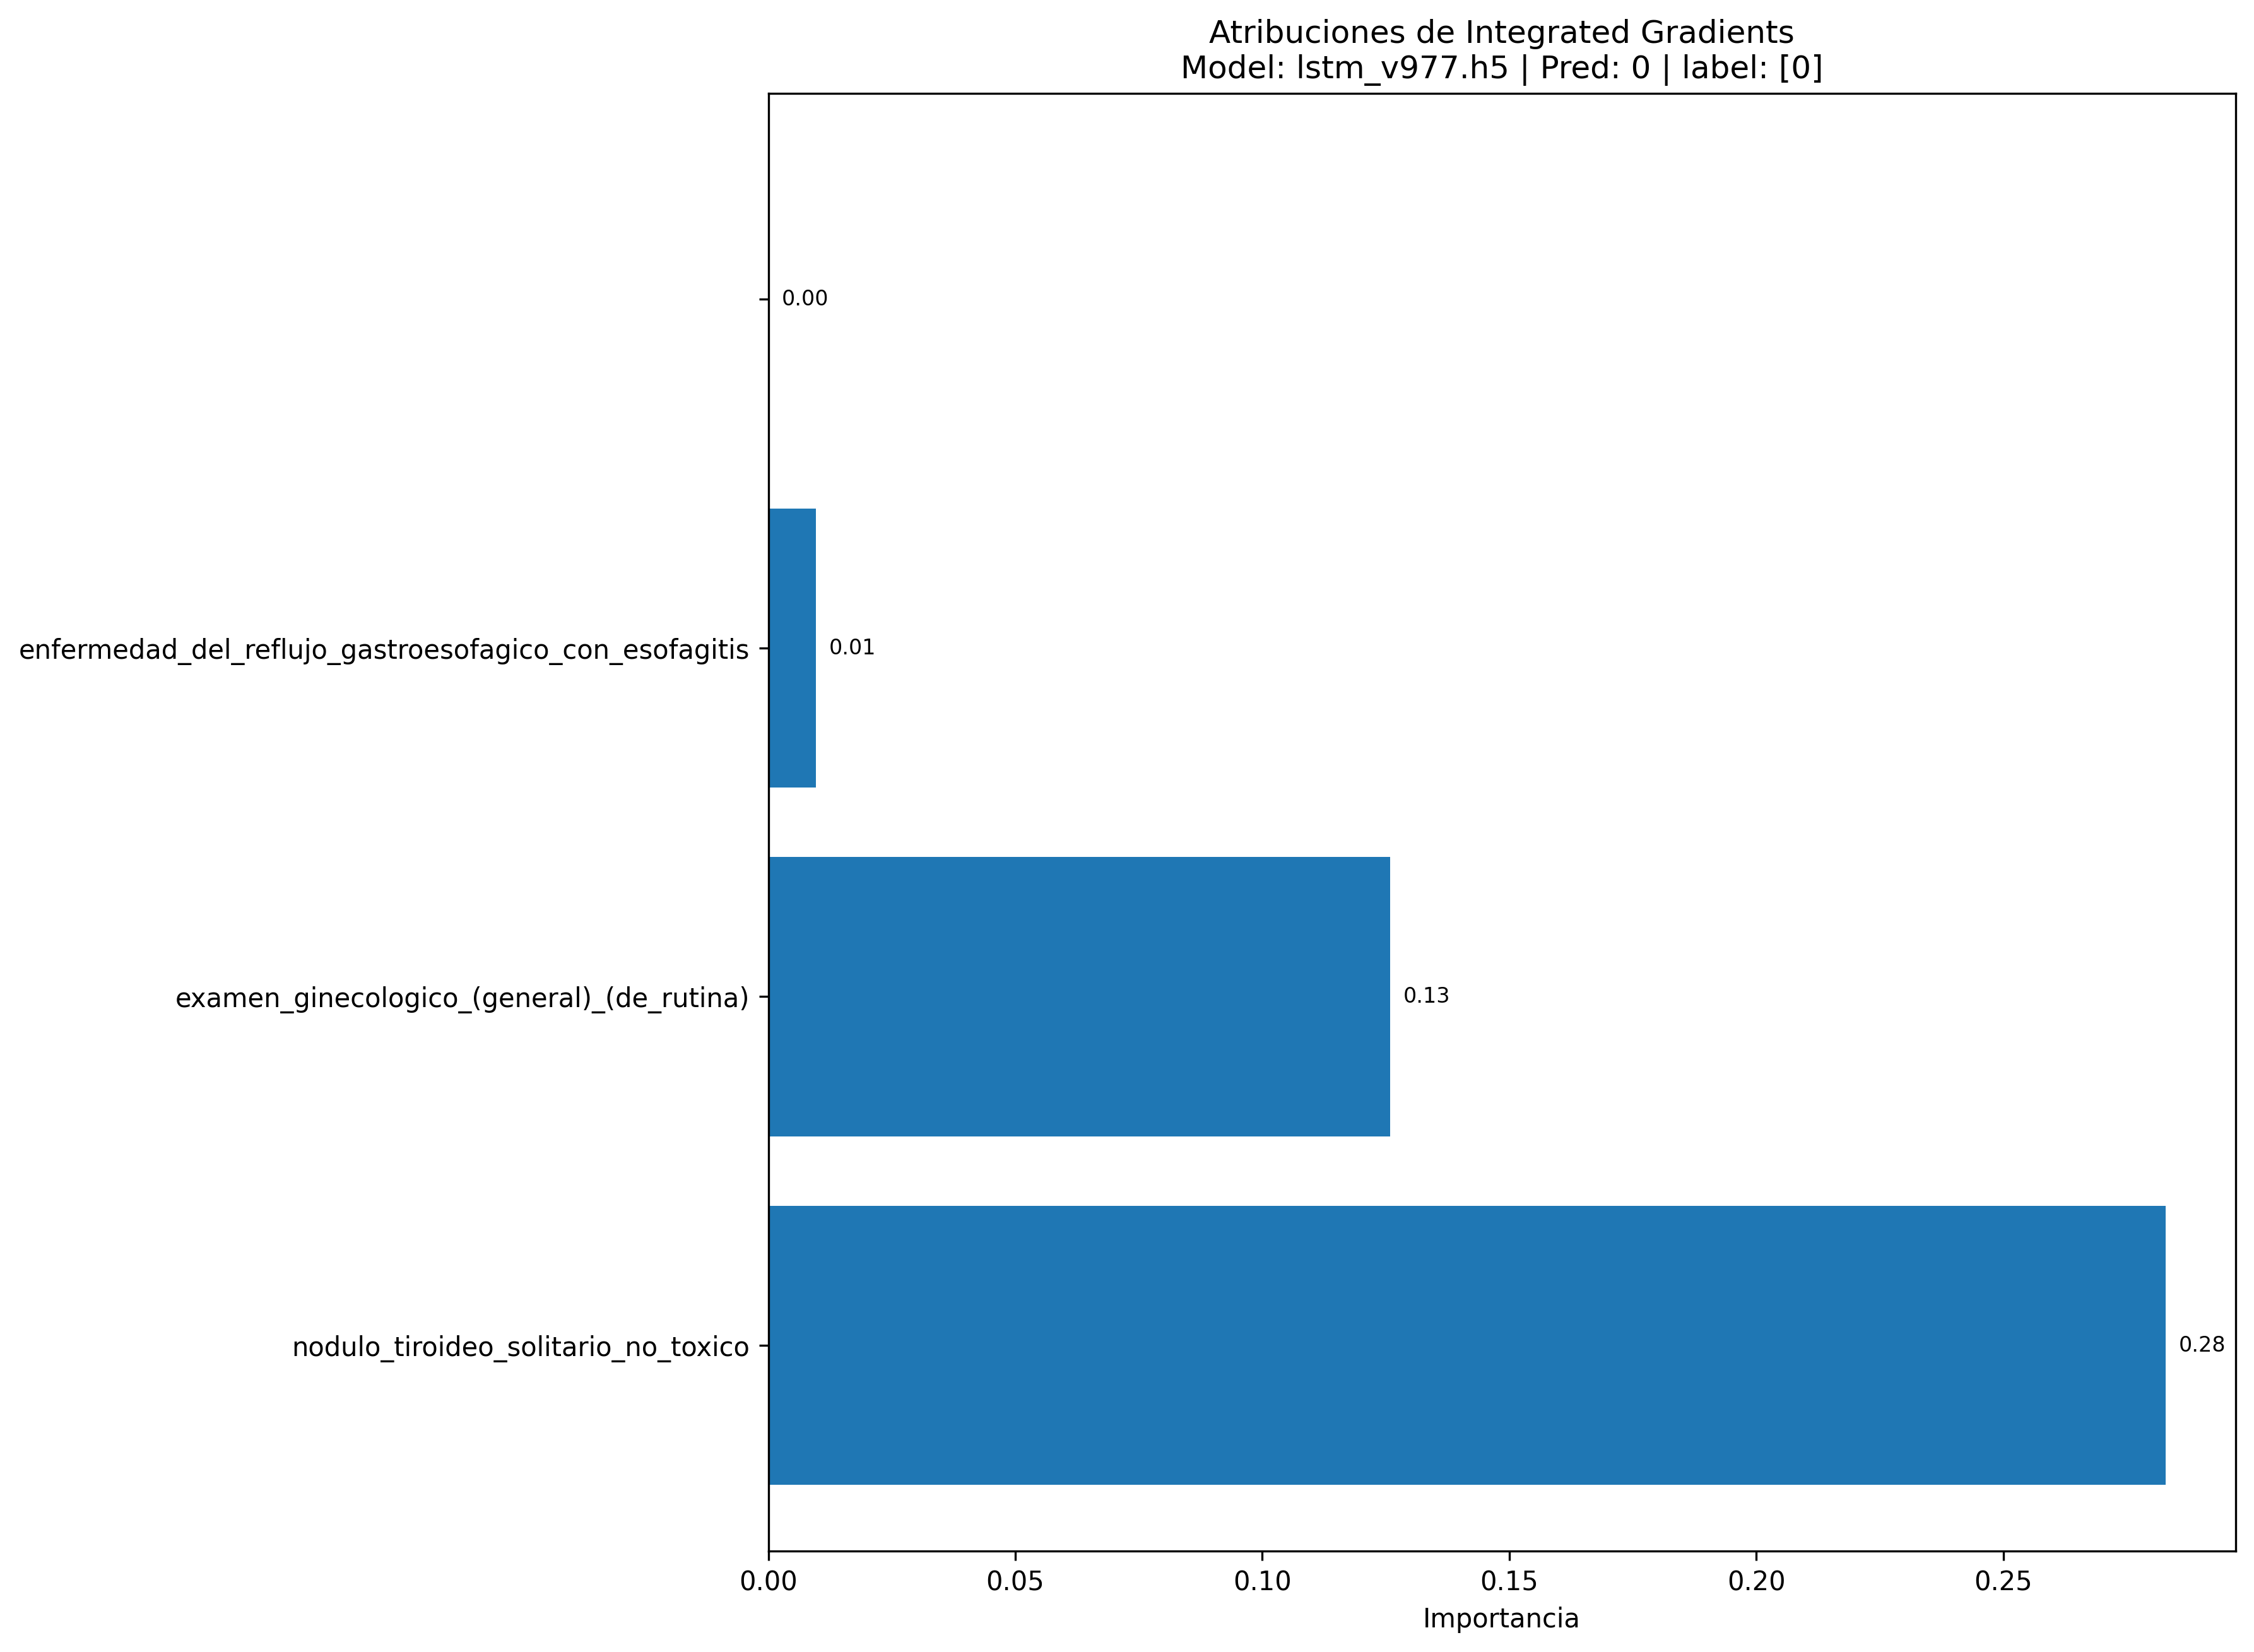 Atribuciones de Integrated Gradients
Model: lstm_v977.h5 | Pred: 0 | label: [0]
0.00
enfermedad_del_reflujo_gastroesofagico_con_esofagitis
0.01
examen_ginecologico_(general)_(de_rutina)
0.13
nodulo_tiroideo_solitario_no_toxico
0.28
0.00
0.05
0.10
0.15
0.20
0.25
Importancia